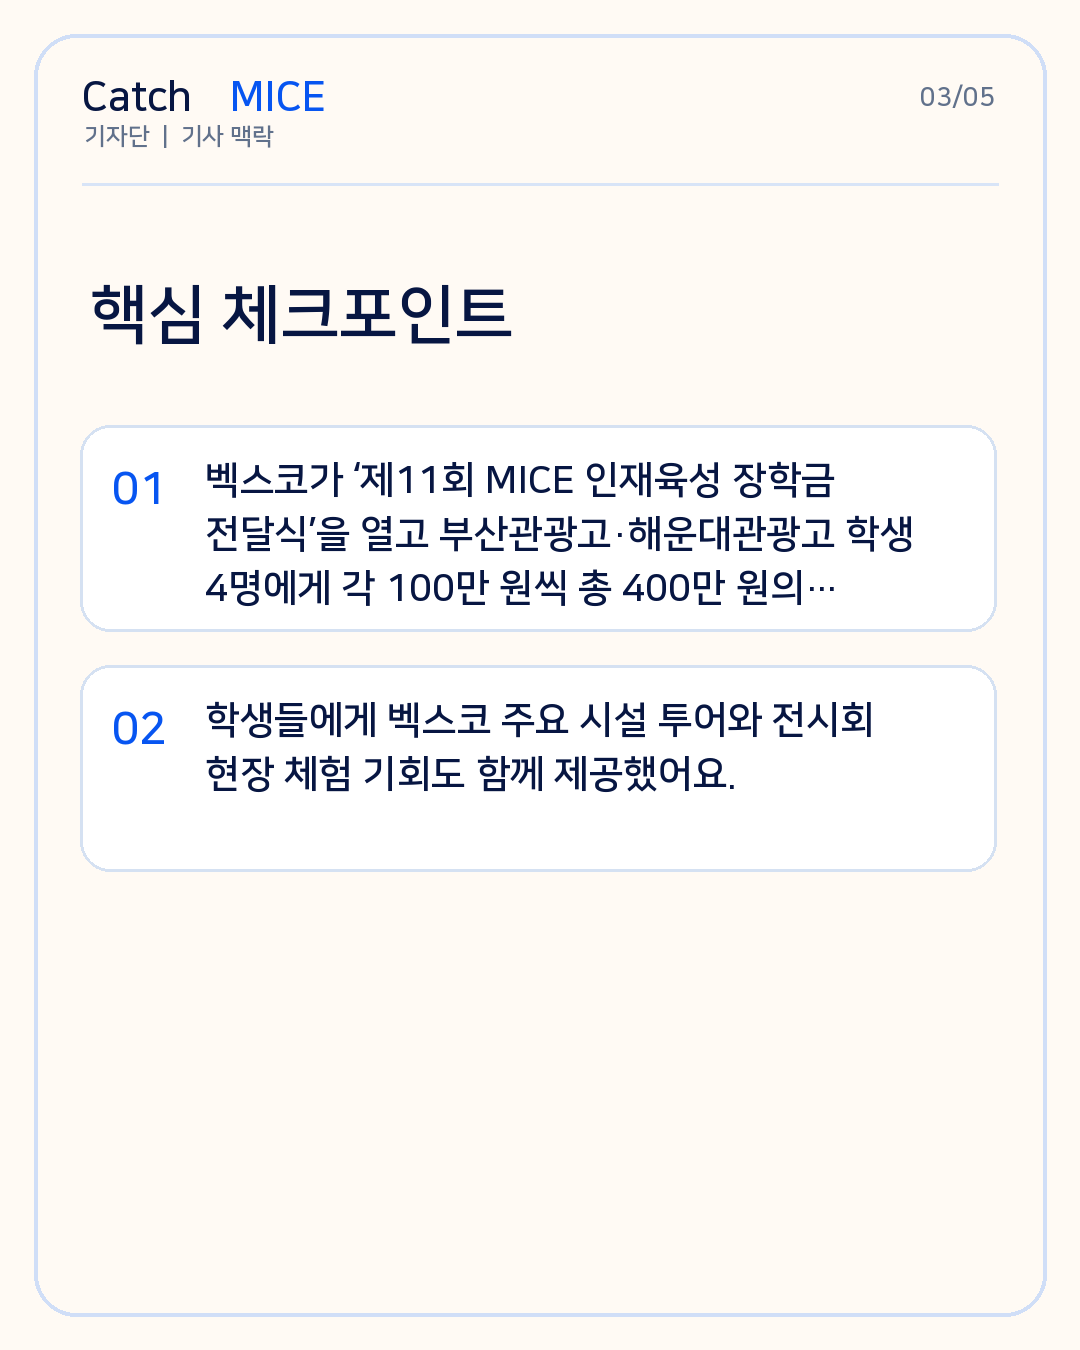 Catch MICE
03/05
기자단 | 기사 맥락
핵심 체크포인트
01
벡스코가 ‘제11회 MICE 인재육성 장학금
전달식’을 열고 부산관광고·해운대관광고 학생
4명에게 각 100만 원씩 총 400만 원의…
02
학생들에게 벡스코 주요 시설 투어와 전시회
현장 체험 기회도 함께 제공했어요.